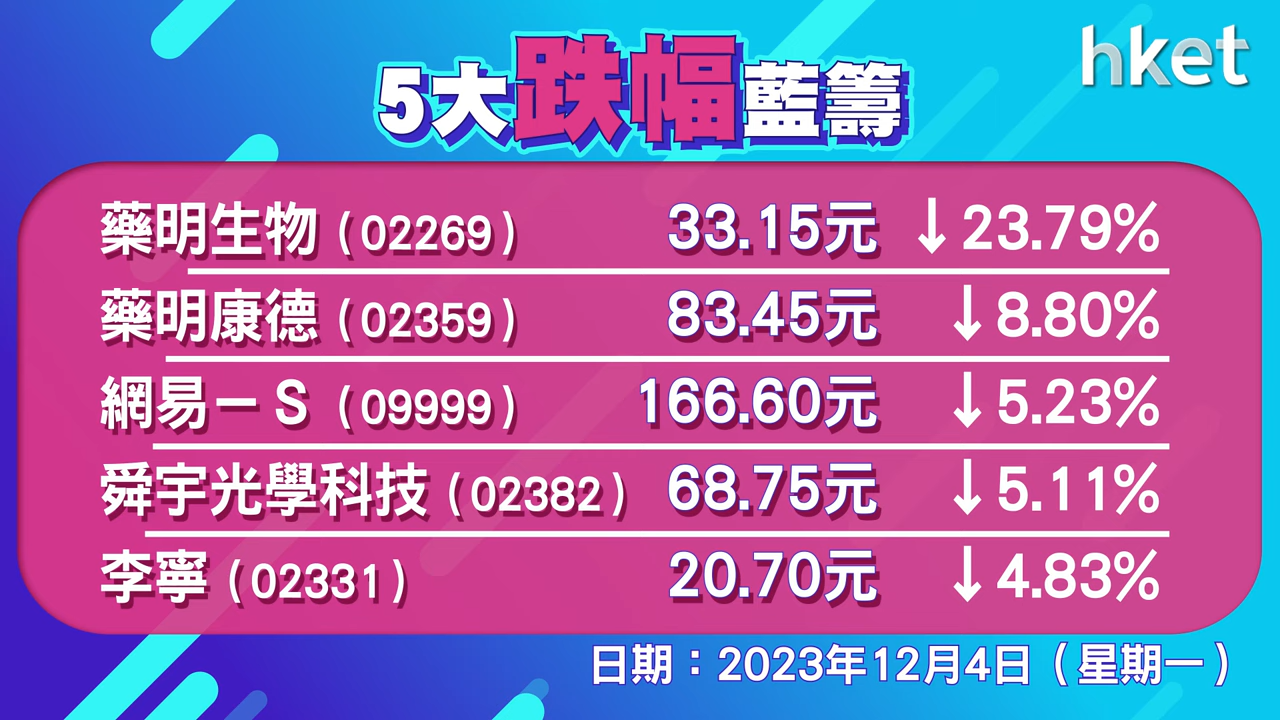 5大跌幅藍籌
hket
藥明生物（02269） 33.15元 ↓23.79%
藥明康德（02359） 83.45元 ↓8.80%
網易－Ｓ（09999） 166.60元 ↓5.23%
舜宇光學科技（02382） 68.75元 ↓5.11%
李寧（02331） 20.70元 ↓4.83%
日期：2023年12月4日（星期一）